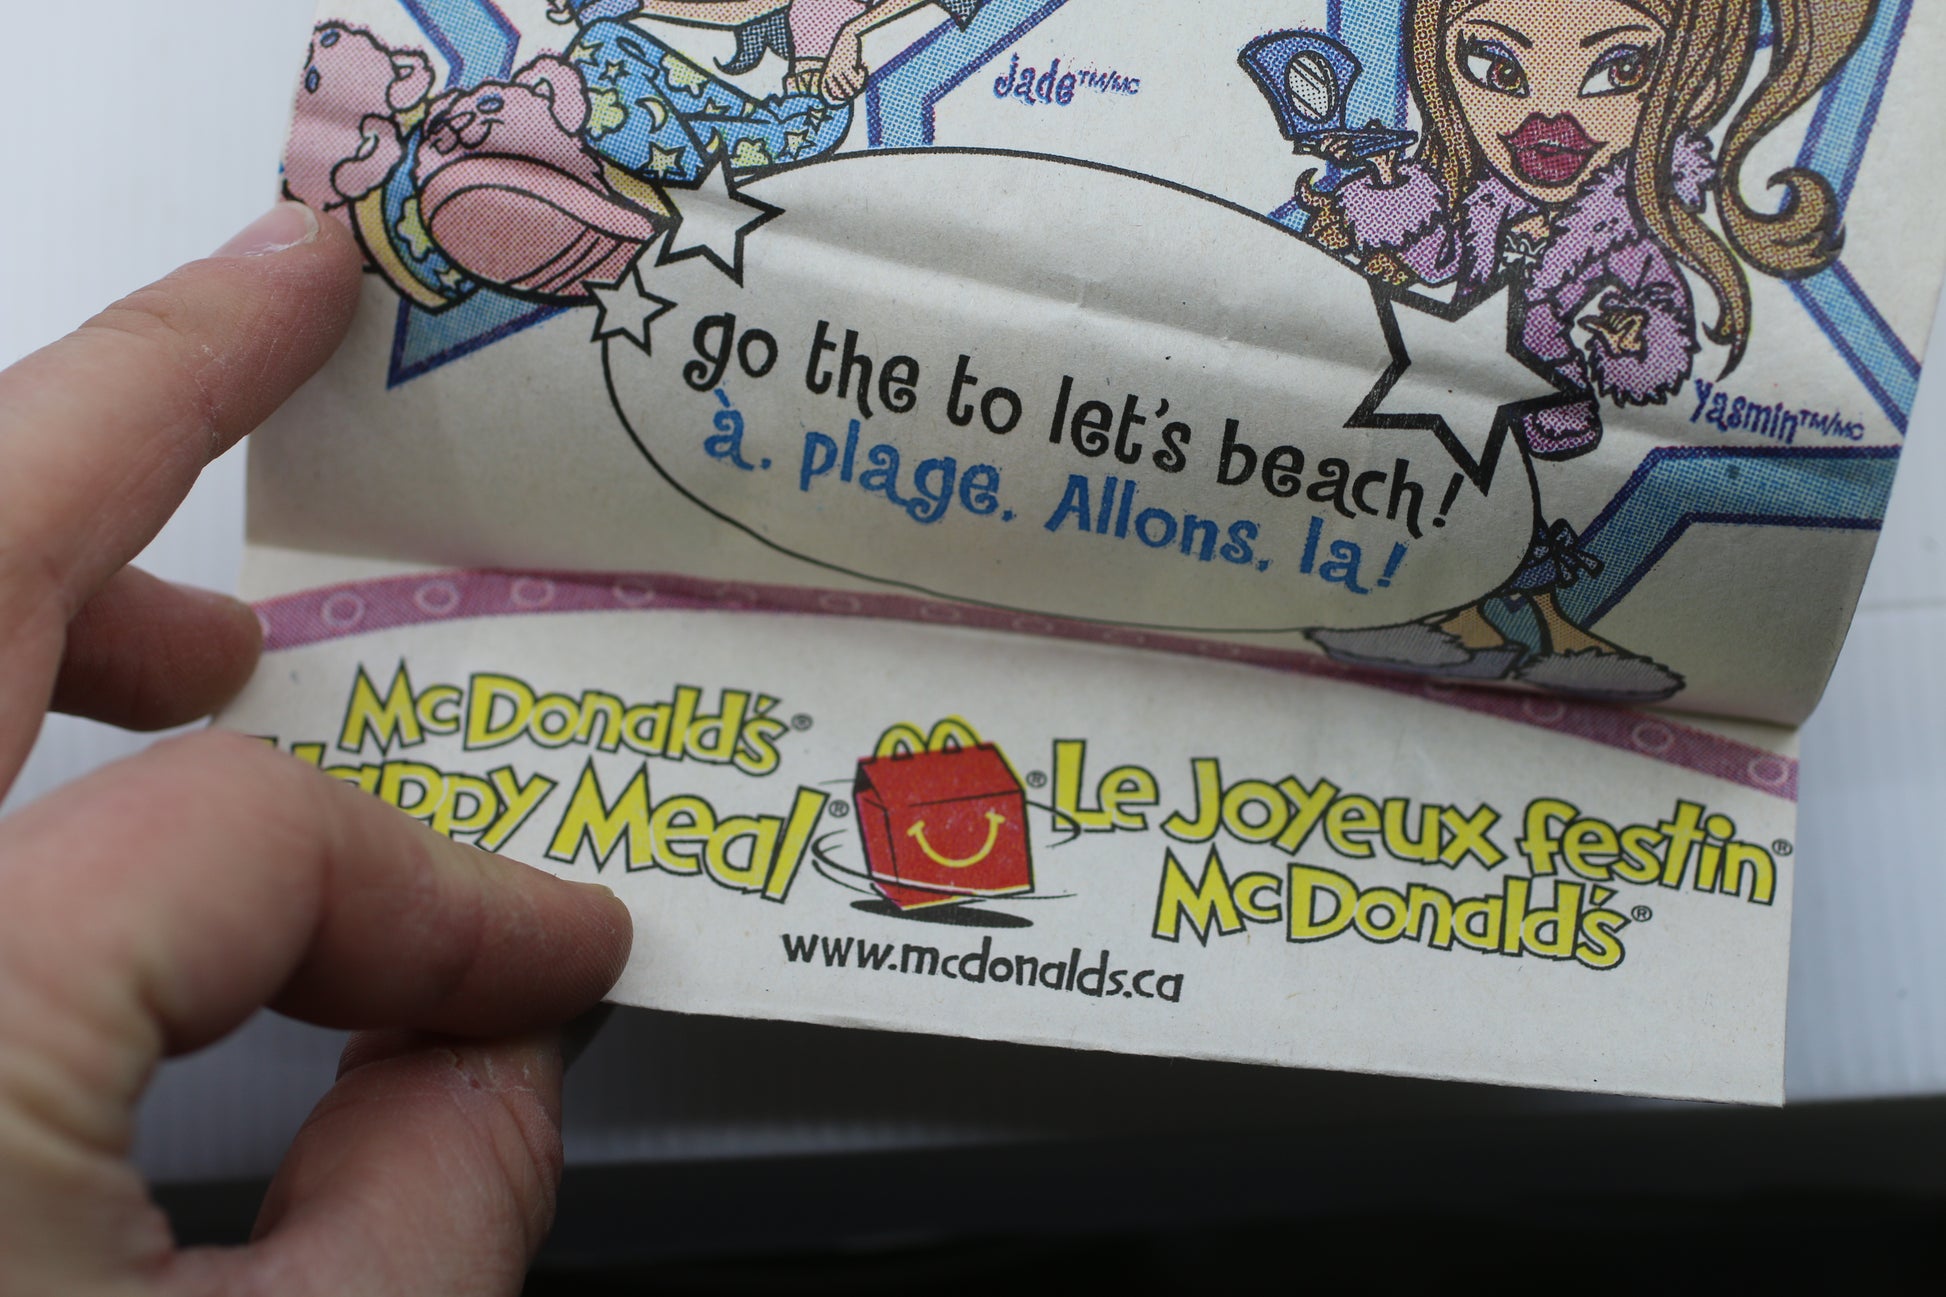 Jade™/MC
Yasmin™/MC
go the to let's beach!
à. plage. Allons. la!
McDonald's®
Happy Meal®
®Le Joyeux festin®
McDonald's®
www.mcdonalds.ca